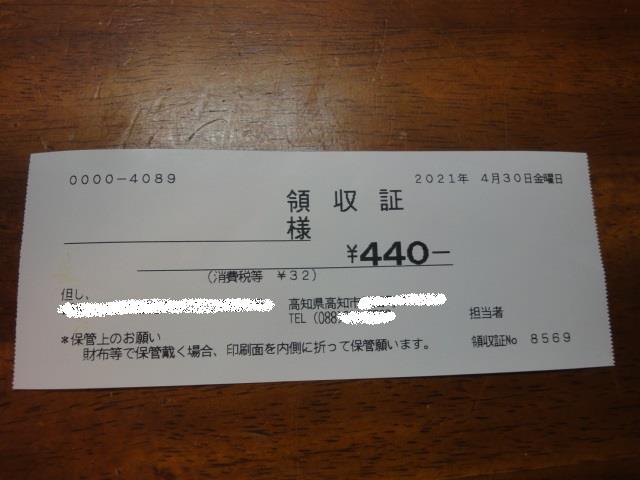 0000-4089
2021年 4月30日金曜日
領収証
様
¥440-
(消費税等 ¥32)
但し、
高知県高知市
TEL(088
担当者
*保管上のお願い
財布等で保管戴く場合、印刷面を内側に折って保管願います。
領収証No 8569